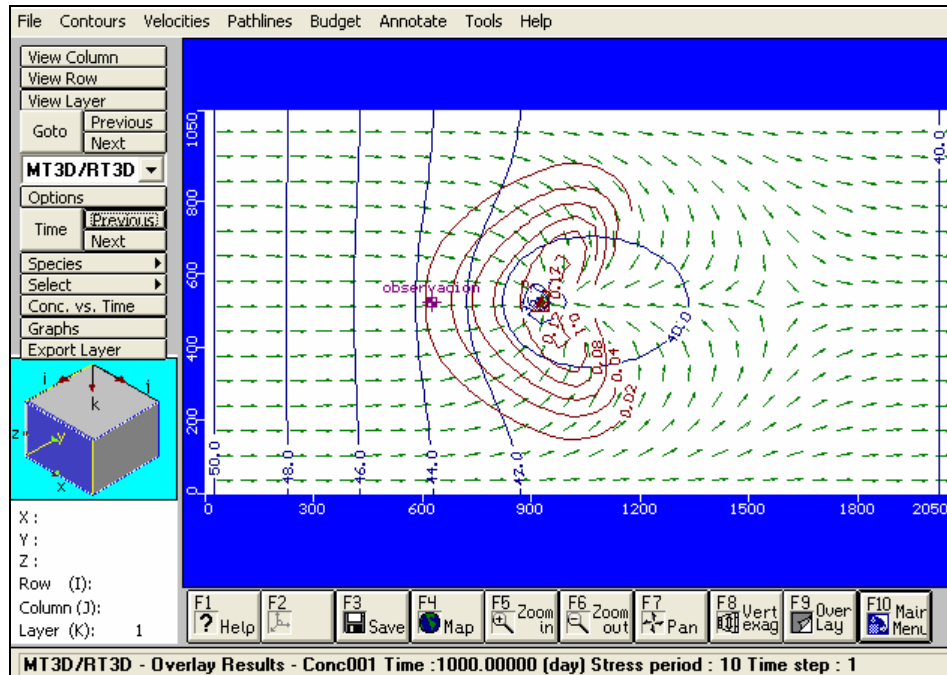 File Contours Velocities Pathlines Budget Annotate Tools Help
View Column
View Row
View Layer
Goto
Previous
Next
MT3D/RT3D
Options
Time
Previous
Next
Species
Select
Conc. vs. Time
Graphs
Export Layer
i j
k
z
y
x
X :
Y :
Z :
Row (I):
Column (J):
Layer (K): 1
1050
800
600
400
200
0
0 300 600 900 1200 1500 1800 2050
50.0
48.0
46.0
44.0
42.0
40.0
40.0
observacion
0.12
0.12
0.08
0.04
0.02
F1 ? Help
F2
F3 Save
F4 Map
F5 Zoom in
F6 Zoom out
F7 Pan
F8 Vert exag
F9 Over Lay
F10 Main Menu
MT3D/RT3D - Overlay Results - Conc001 Time :1000.00000 (day) Stress period : 10 Time step : 1